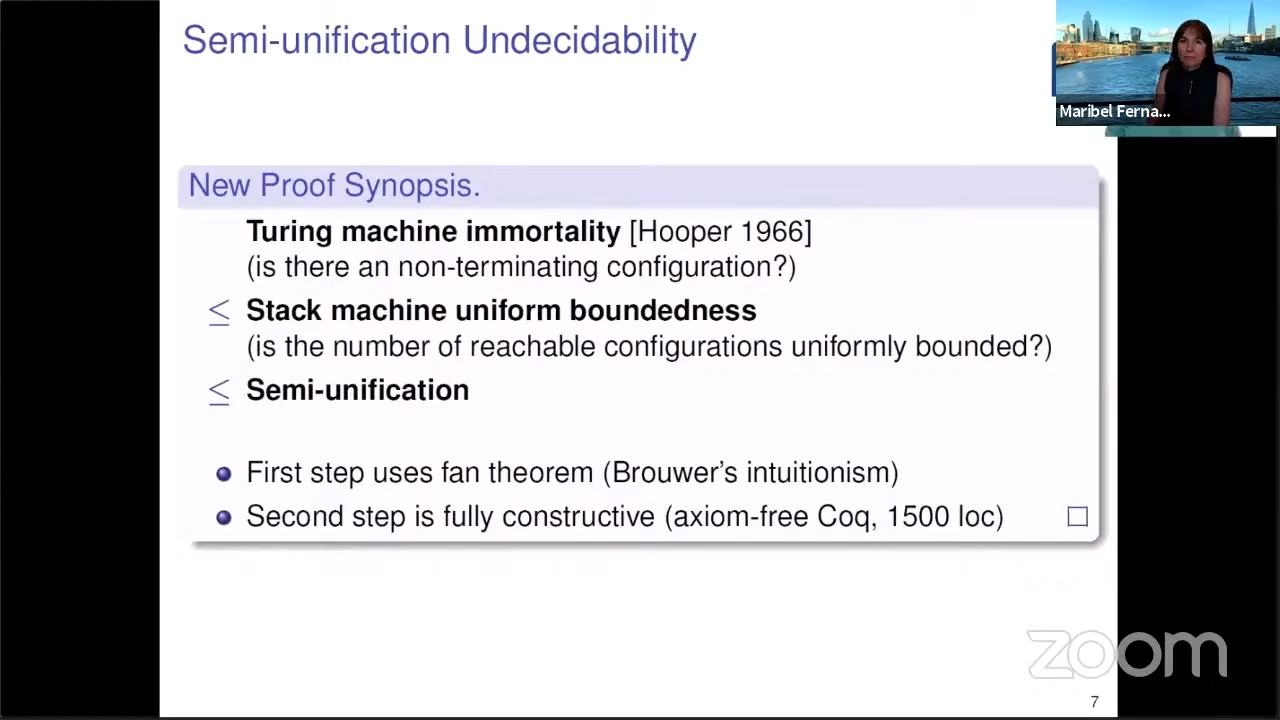 Semi-unification Undecidability
Maribel Ferna...
New Proof Synopsis.
Turing machine immortality [Hooper 1966]
(is there an non-terminating configuration?)
≤ Stack machine uniform boundedness
(is the number of reachable configurations uniformly bounded?)
≤ Semi-unification
First step uses fan theorem (Brouwer's intuitionism)
Second step is fully constructive (axiom-free Coq, 1500 loc)
zoom
7